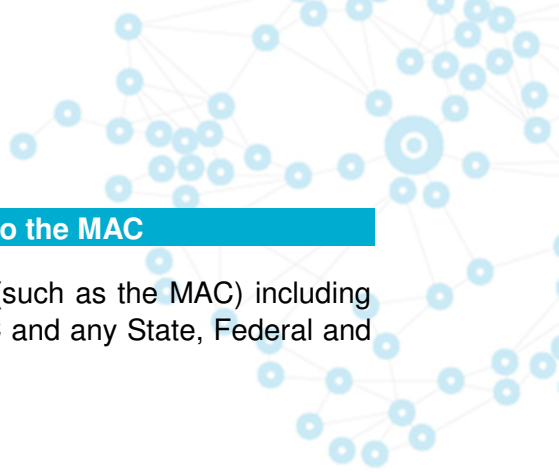 o the MAC
(such as the MAC) including
and any State, Federal and